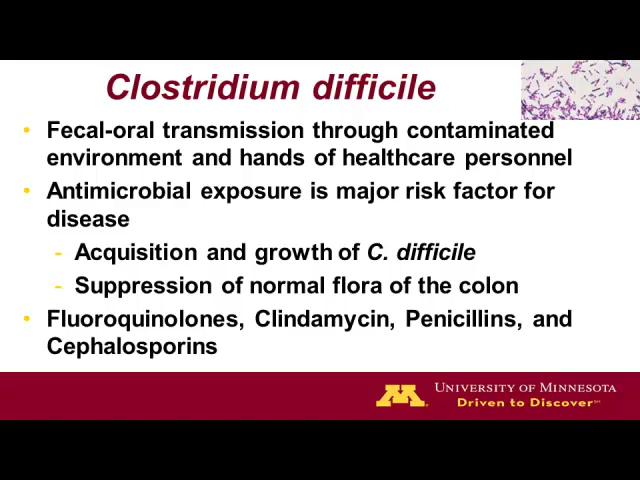 Clostridium difficile
• Fecal-oral transmission through contaminated
environment and hands of healthcare personnel
• Antimicrobial exposure is major risk factor for
disease
- Acquisition and growth of C. difficile
- Suppression of normal flora of the colon
• Fluoroquinolones, Clindamycin, Penicillins, and
Cephalosporins
M
UNIVERSITY OF MINNESOTA
Driven to Discover℠